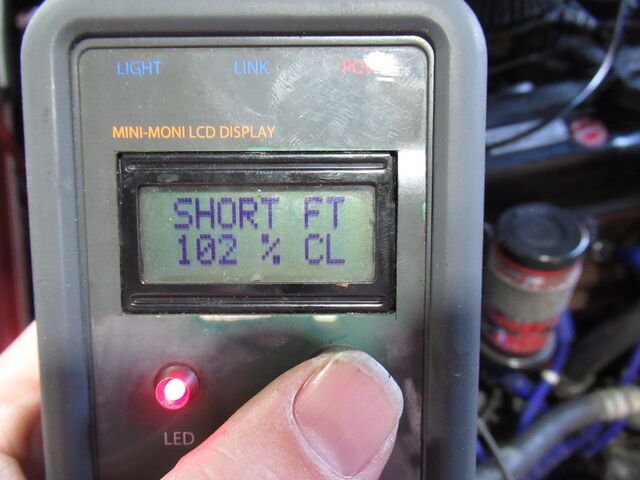 LIGHT LINK
MINI-MONI LCD DISPLAY
SHORT FT
102 % CL
LED